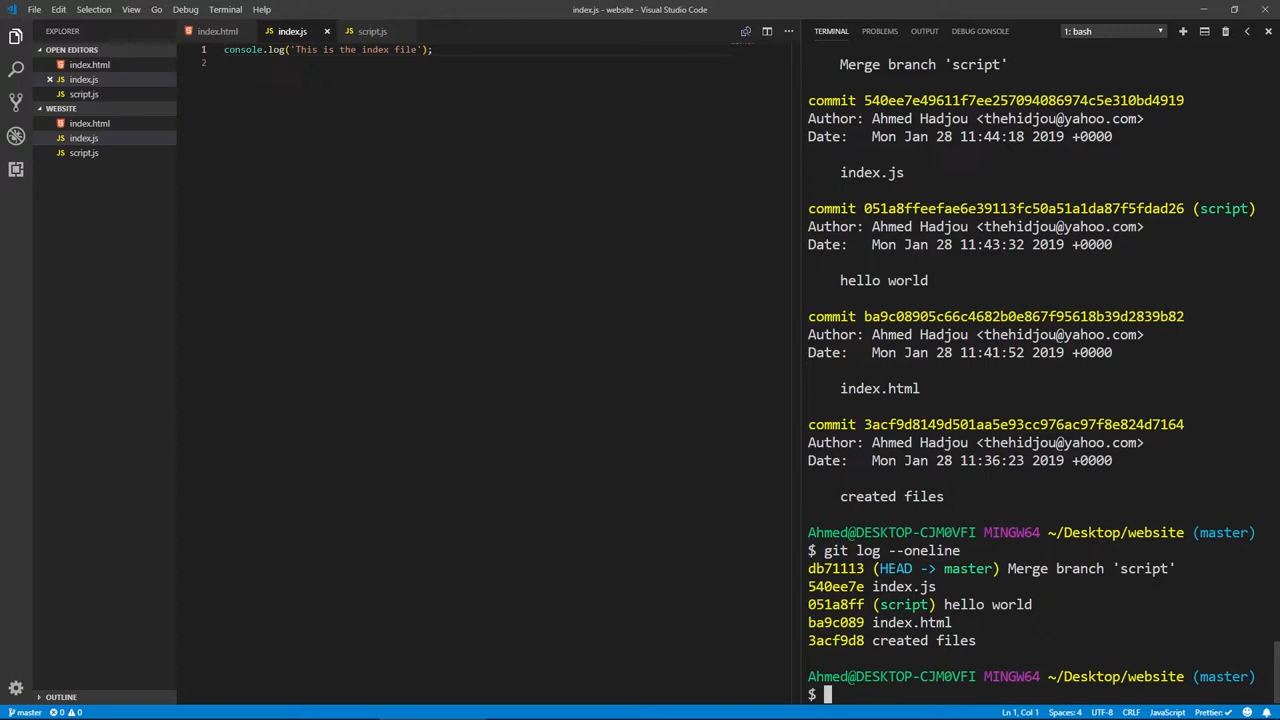 File Edit Selection View Go Debug Terminal Help
index.js - website - Visual Studio Code
EXPLORER
OPEN EDITORS
index.html
JS index.js
JS script.js
WEBSITE
index.html
JS index.js
JS script.js
OUTLINE
index.html
JS index.js
JS script.js
1 console.log('This is the index file');
2
TERMINAL PROBLEMS OUTPUT DEBUG CONSOLE
1: bash
Merge branch 'script'
commit 540ee7e49611f7ee257094086974c5e310bd4919
Author: Ahmed Hadjou <thehidjou@yahoo.com>
Date: Mon Jan 28 11:44:18 2019 +0000
index.js
commit 051a8ffeefae6e39113fc50a51a1da87f5fdad26 (script)
Author: Ahmed Hadjou <thehidjou@yahoo.com>
Date: Mon Jan 28 11:43:32 2019 +0000
hello world
commit ba9c08905c66c4682b0e867f95618b39d2839b82
Author: Ahmed Hadjou <thehidjou@yahoo.com>
Date: Mon Jan 28 11:41:52 2019 +0000
index.html
commit 3acf9d8149d501aa5e93cc976ac97f8e824d7164
Author: Ahmed Hadjou <thehidjou@yahoo.com>
Date: Mon Jan 28 11:36:23 2019 +0000
created files
Ahmed@DESKTOP-CJM0VFI MINGW64 ~/Desktop/website (master)
$ git log --oneline
db71113 (HEAD -> master) Merge branch 'script'
540ee7e index.js
051a8ff (script) hello world
ba9c089 index.html
3acf9d8 created files
Ahmed@DESKTOP-CJM0VFI MINGW64 ~/Desktop/website (master)
$
master 0 0
Ln 1, Col 1 Spaces: 4 UTF-8 CRLF JavaScript Prettier: ✓